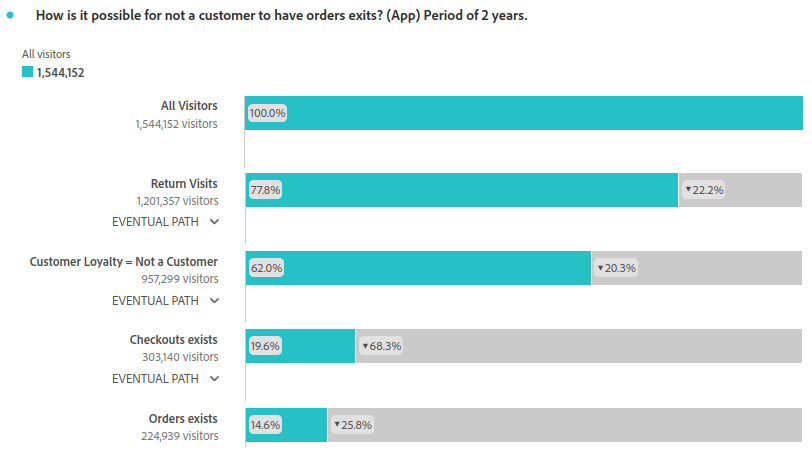 How is it possible for not a customer to have orders exits? (App) Period of 2 years.
All visitors
1,544,152
All Visitors
1,544,152 visitors
100.0%
Return Visits
1,201,357 visitors
EVENTUAL PATH
77.8%
▼22.2%
Customer Loyalty = Not a Customer
957,299 visitors
EVENTUAL PATH
62.0%
▼20.3%
Checkouts exists
303,140 visitors
EVENTUAL PATH
19.6%
▼68.3%
Orders exists
224,939 visitors
14.6%
▼25.8%